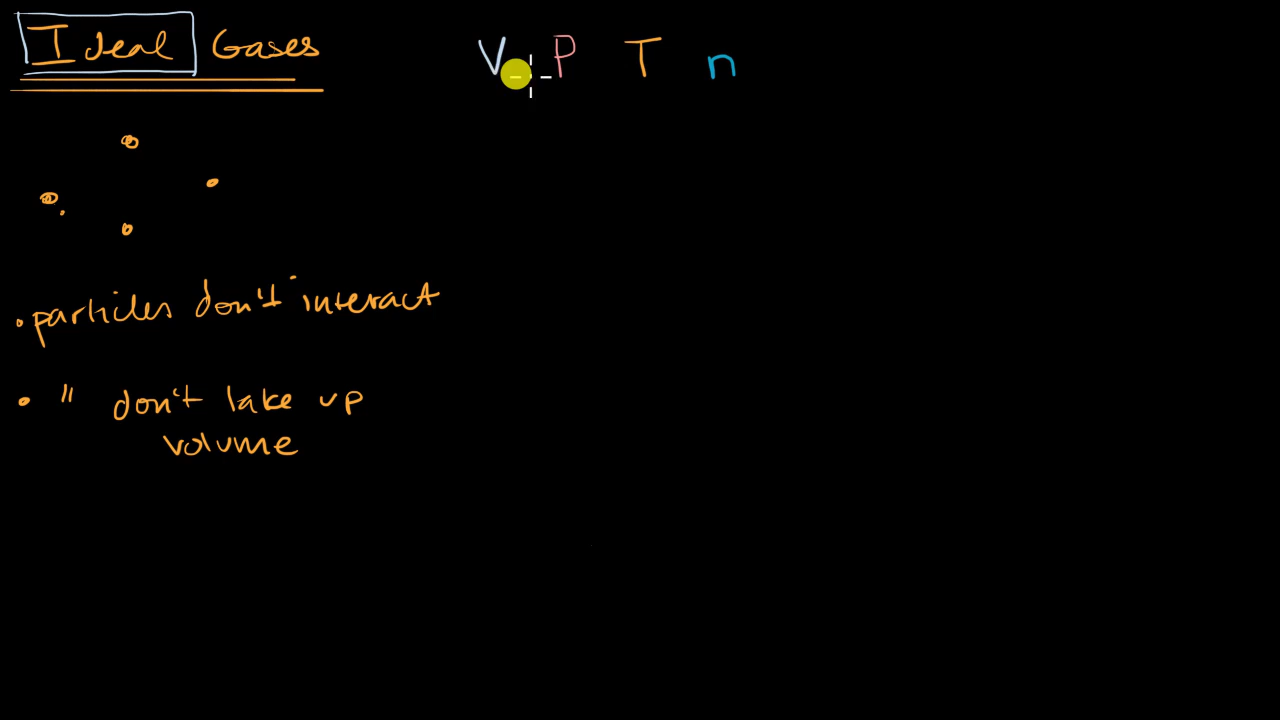 Ideal Gases
V P T n
• particles don't interact
• " don't take up
volume